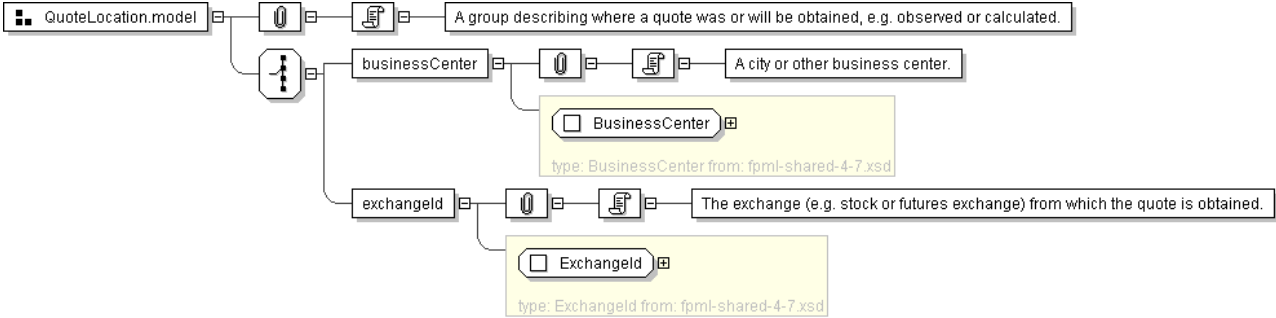 QuoteLocation.model
A group describing where a quote was or will be obtained, e.g. observed or calculated.
businessCenter
A city or other business center.
BusinessCenter
type: BusinessCenter from: fpml-shared-4-7.xsd
exchangeId
The exchange (e.g. stock or futures exchange) from which the quote is obtained.
ExchangeId
type: ExchangeId from: fpml-shared-4-7.xsd